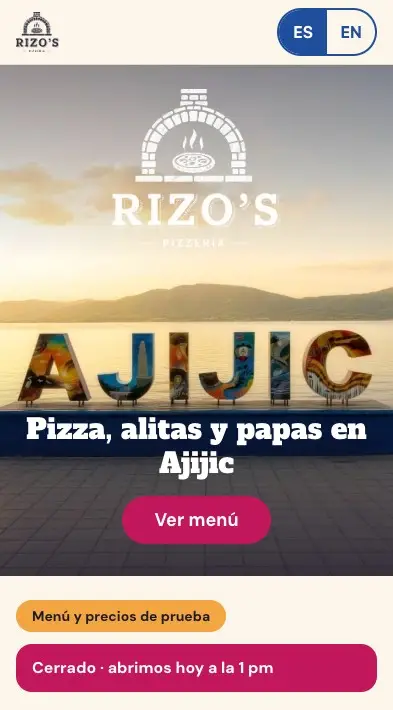 RIZO'S
PIZZERIA
ES
EN
RIZO'S
PIZZERIA
AJIJIC
Pizza, alitas y papas en
Ajijic
Ver menú
Menú y precios de prueba
Cerrado · abrimos hoy a la 1 pm